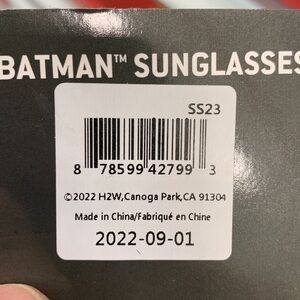 BATMAN™ SUNGLASSES
SS23
8 78599 42799 3
©2022 H2W,Canoga Park,CA 91304
Made in China/Fabriqué en Chine
2022-09-01